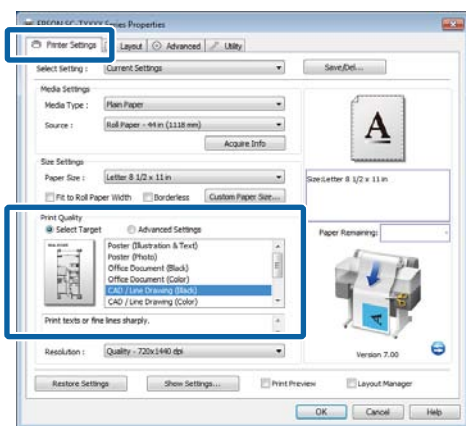 EPSON SC-TXXXX Series Properties
Printer Settings Layout Advanced Utility
Select Setting : Current Settings Save/Del...
Media Settings
Media Type : Plain Paper
Source : Roll Paper - 44 in (1118 mm)
Acquire Info
Size Settings
Paper Size : Letter 8 1/2 x 11 in
Fit to Roll Paper Width Borderless Custom Paper Size...
Size:Letter 8 1/2 x 11 in
Print Quality
Select Target Advanced Settings
Paper Remaining:
Poster (Illustration & Text)
Poster (Photo)
Office Document (Black)
Office Document (Color)
CAD / Line Drawing (Black)
CAD / Line Drawing (Color)
Print texts or fine lines sharply.
Resolution : Quality - 720x1440 dpi
Version 7.00
Restore Settings Show Settings... Print Preview Layout Manager
OK Cancel Help
A